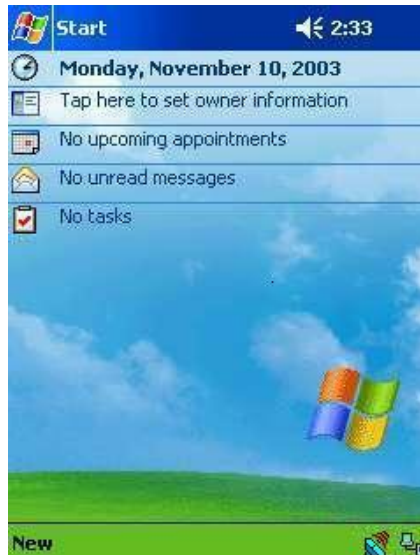 Start 2:33
Monday, November 10, 2003
Tap here to set owner information
No upcoming appointments
No unread messages
No tasks
New